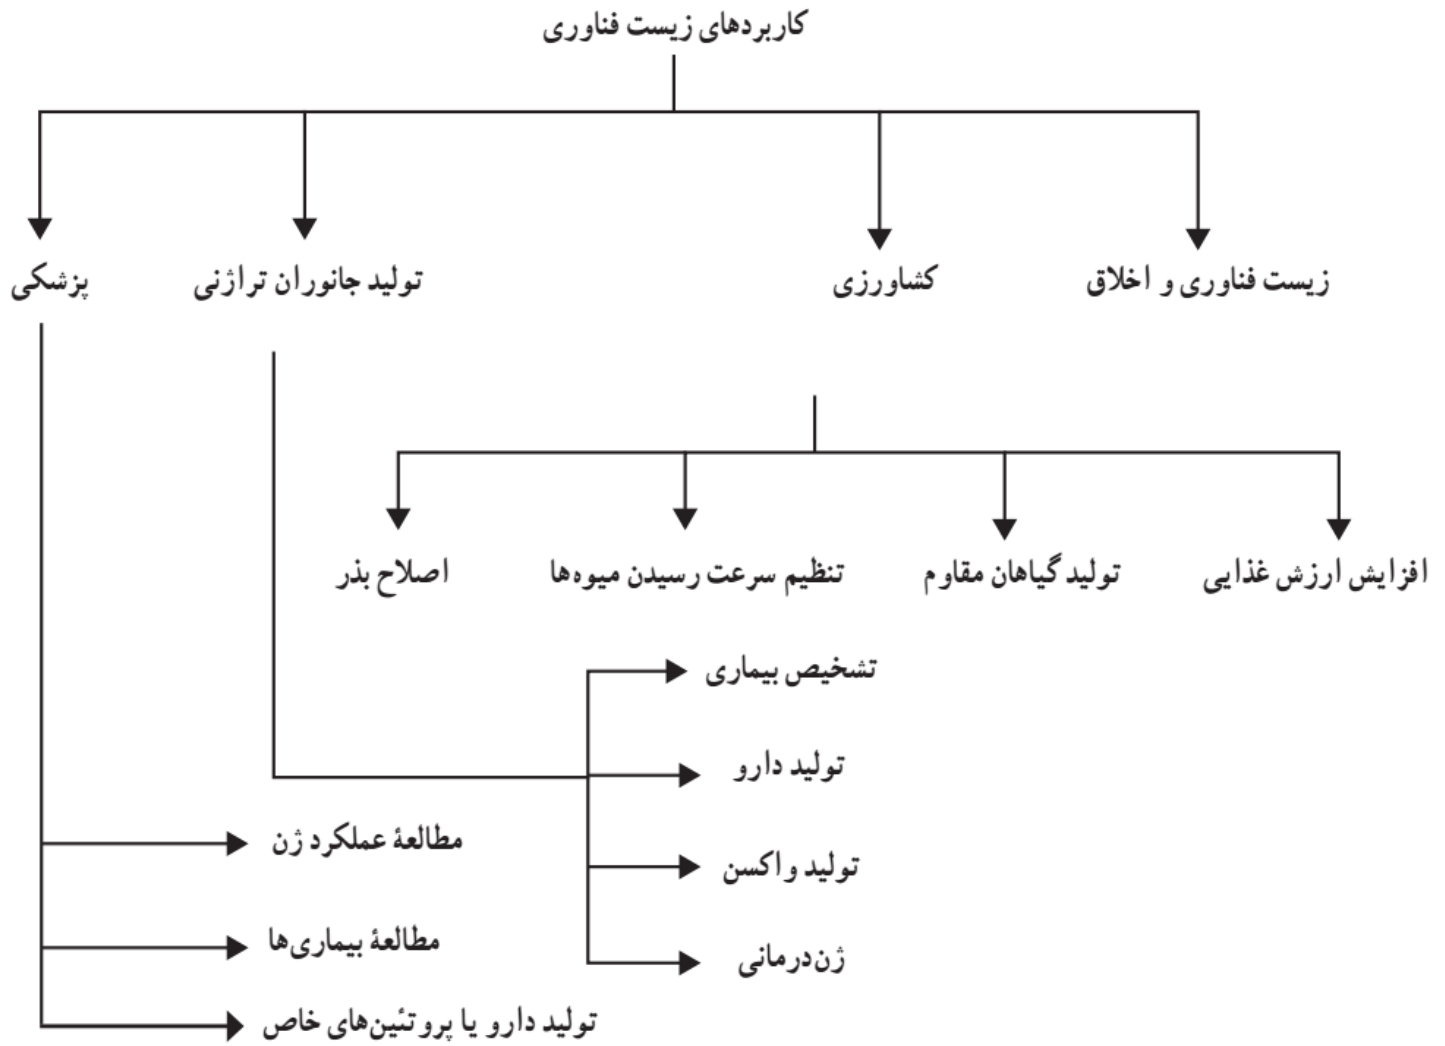 کاربردهای زیست فناوری
زیست فناوری و اخلاق
کشاورزی
تولید جانوران تراژنی
پزشکی
افزایش ارزش غذایی
تولید گیاهان مقاوم
تنظیم سرعت رسیدن میوه‌ها
اصلاح بذر
تشخیص بیماری
تولید دارو
تولید واکسن
ژن‌درمانی
مطالعۀ عملکرد ژن
مطالعۀ بیماری‌ها
تولید دارو یا پروتئین‌های خاص